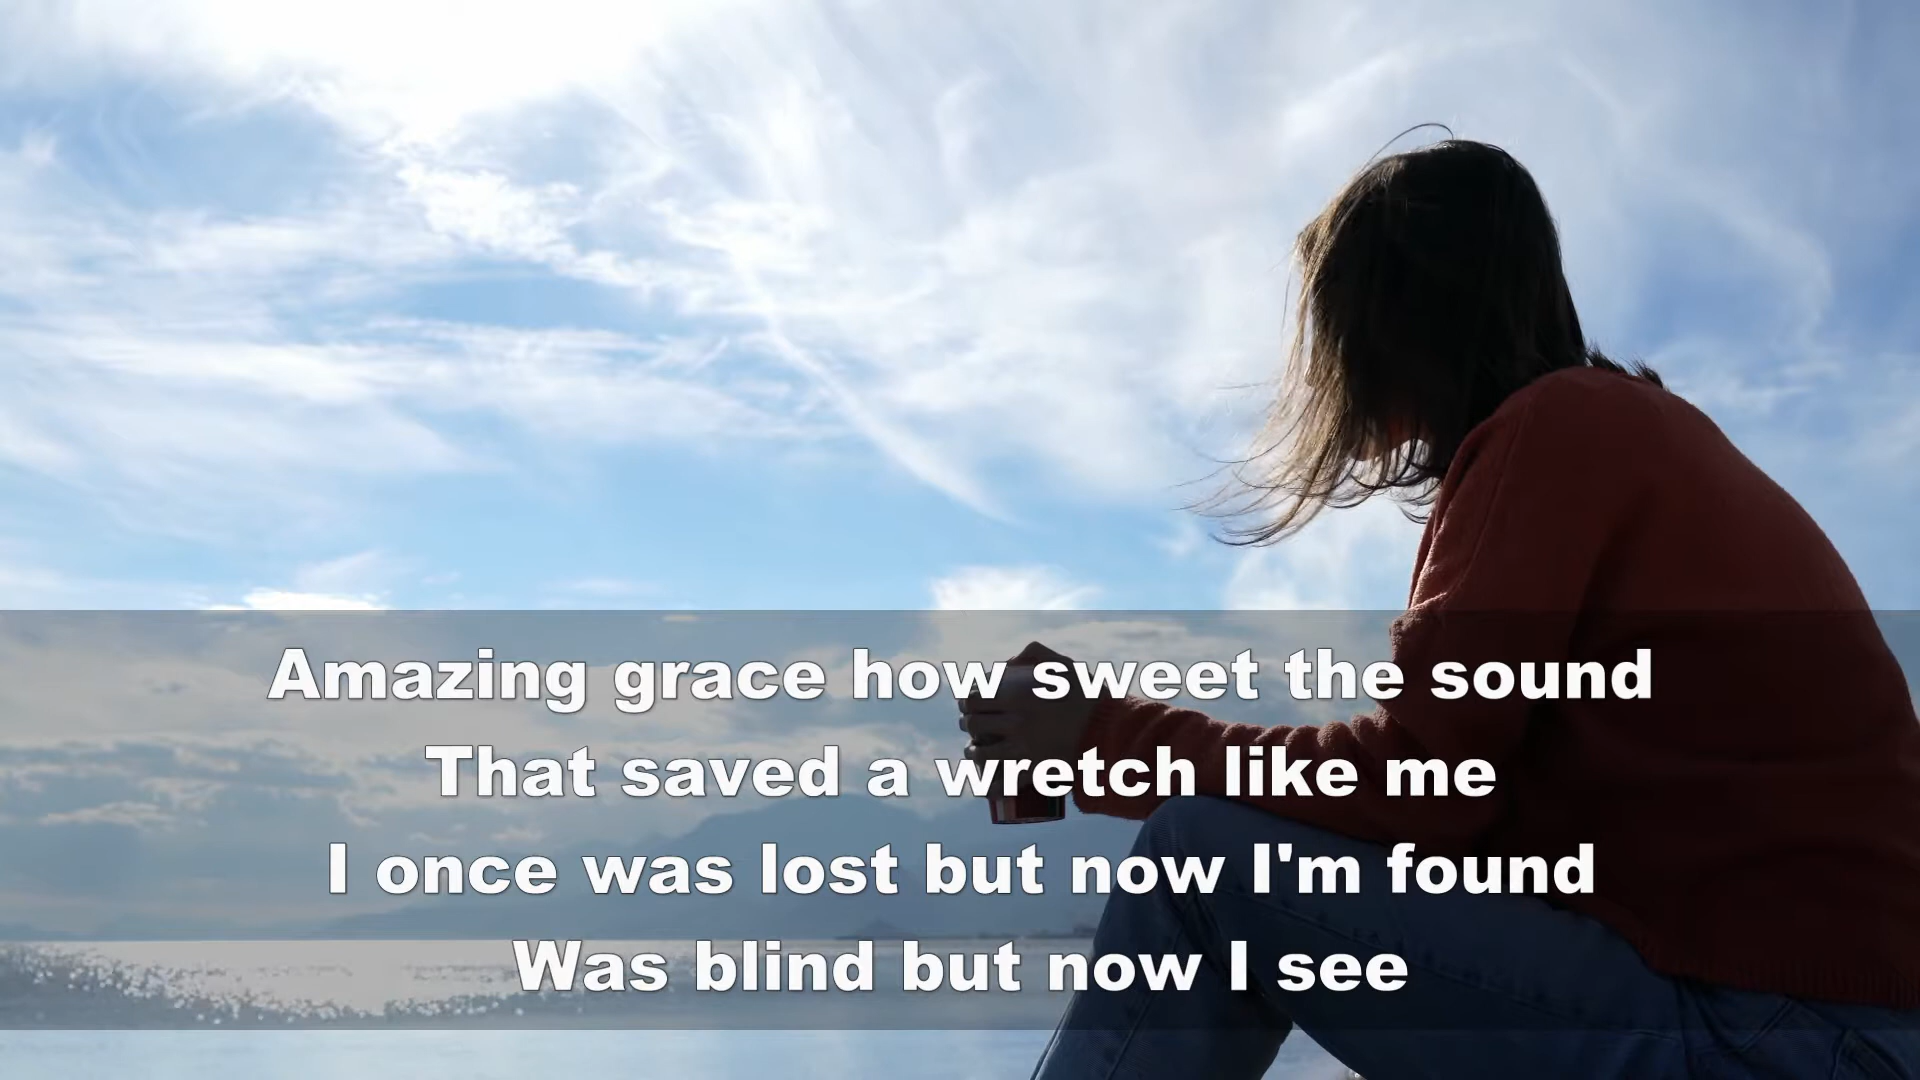 Amazing grace how sweet the sound
That saved a wretch like me
I once was lost but now I'm found
Was blind but now I see